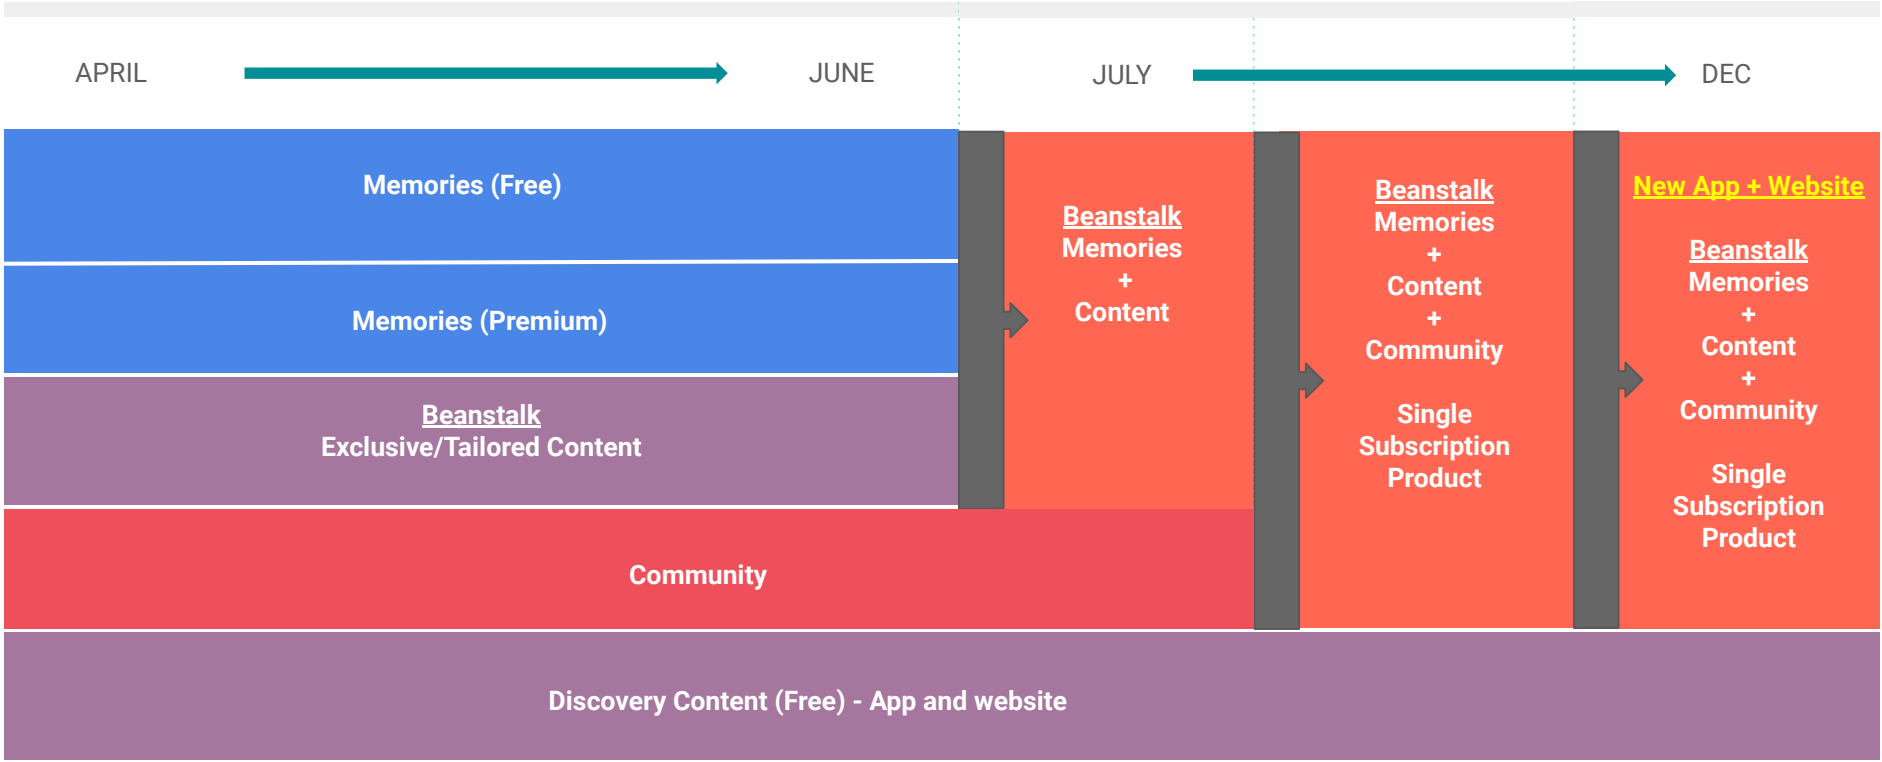 APRIL
JUNE
JULY
DEC
Memories (Free)
Memories (Premium)
Beanstalk
Exclusive/Tailored Content
Community
Beanstalk
Memories
+
Content
Beanstalk
Memories
+
Content
+
Community
Single
Subscription
Product
New App + Website
Beanstalk
Memories
+
Content
+
Community
Single
Subscription
Product
Discovery Content (Free) - App and website